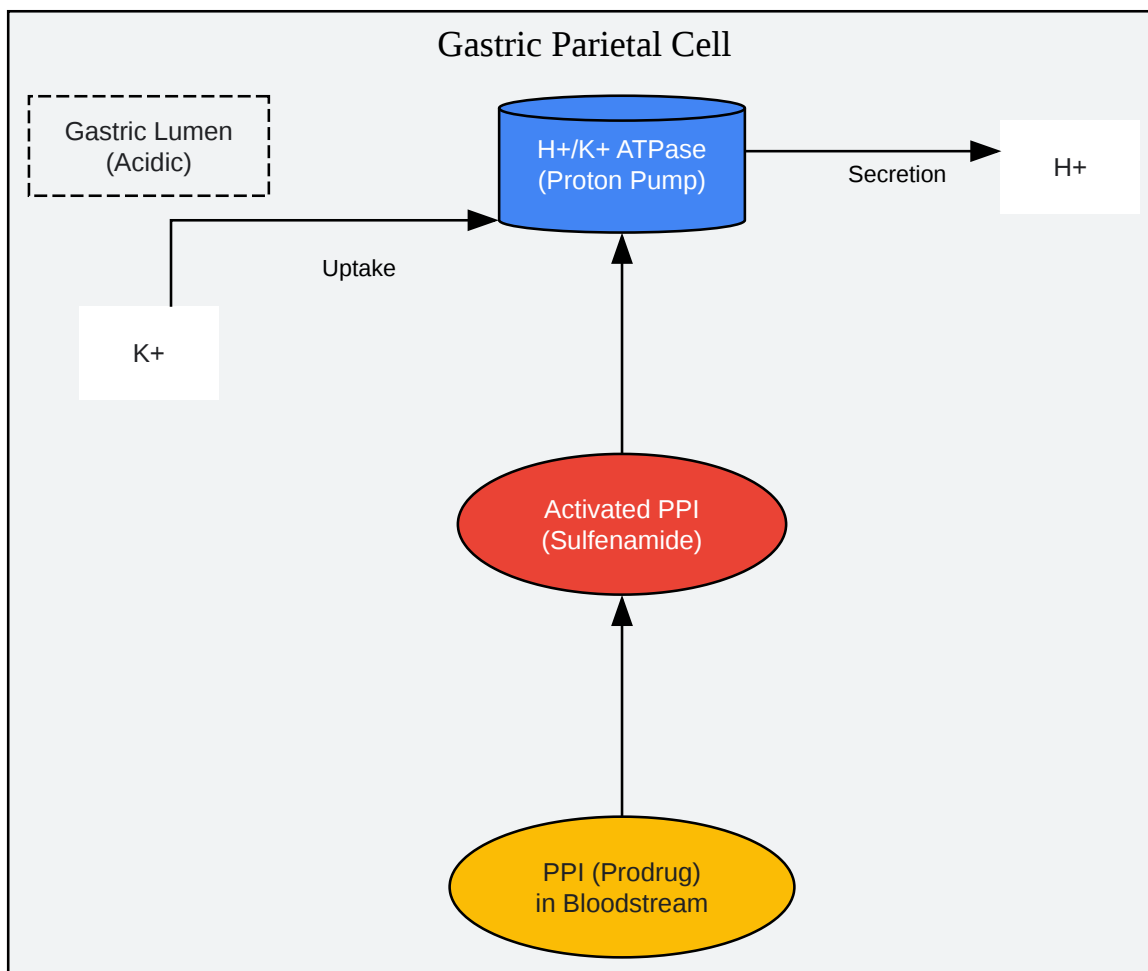 Gastric Parietal Cell
Gastric Lumen
(Acidic)
H+/K+ ATPase
(Proton Pump)
Secretion
H+
Uptake
K+
Activated PPI
(Sulfenamide)
PPI (Prodrug)
in Bloodstream